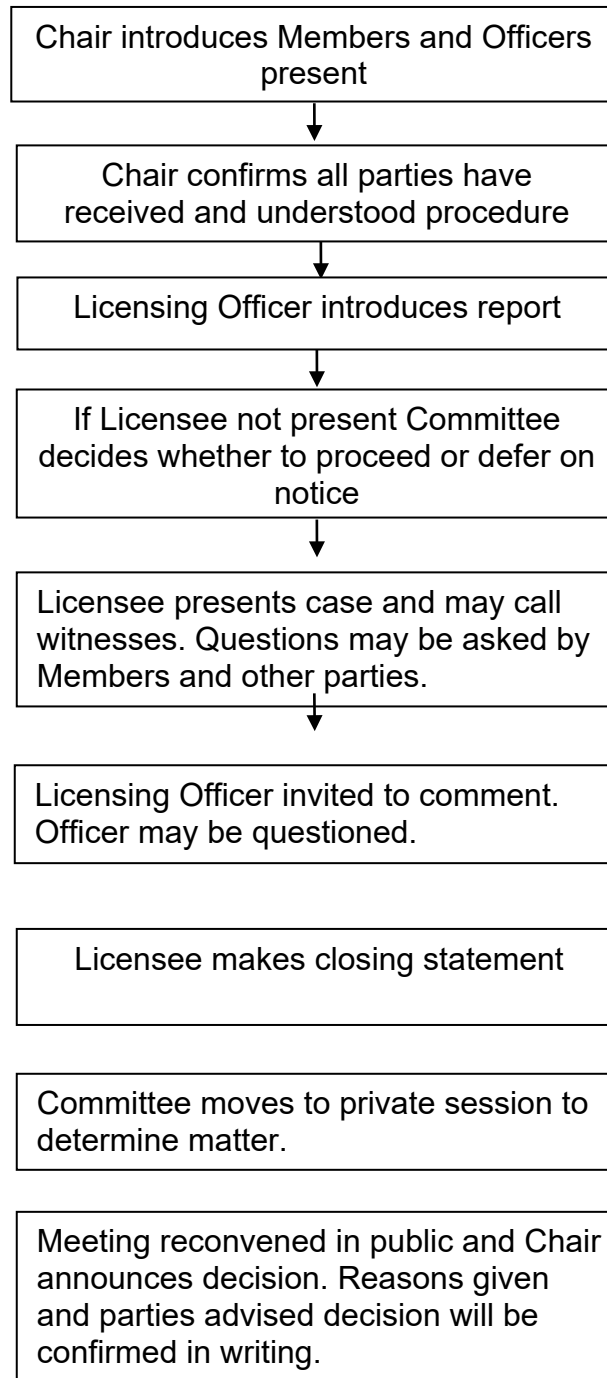 Chair introduces Members and Officers
present
Chair confirms all parties have
received and understood procedure
Licensing Officer introduces report
If Licensee not present Committee
decides whether to proceed or defer on
notice
Licensee presents case and may call
witnesses. Questions may be asked by
Members and other parties.
Licensing Officer invited to comment.
Officer may be questioned.
Licensee makes closing statement
Committee moves to private session to
determine matter.
Meeting reconvened in public and Chair
announces decision. Reasons given
and parties advised decision will be
confirmed in writing.